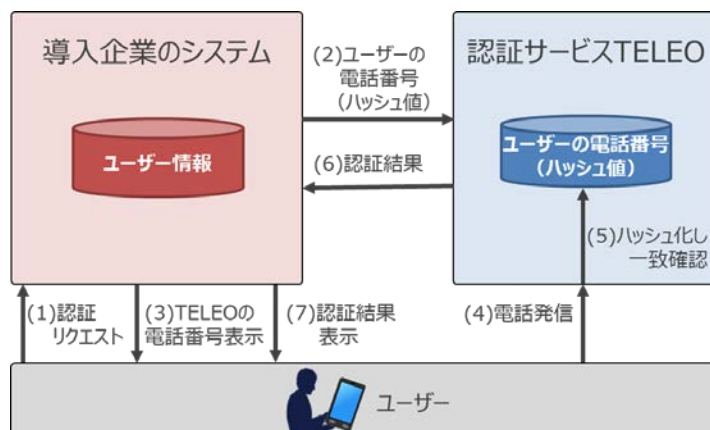 導入企業のシステム
ユーザー情報
(2)ユーザーの
電話番号
(ハッシュ値)
(6)認証結果
認証サービスTELEO
ユーザーの電話番号
(ハッシュ値)
(5)ハッシュ化し
一致確認
(1)認証
リクエスト
(3)TELEOの
電話番号表示
(7)認証結果
表示
(4)電話発信
ユーザー